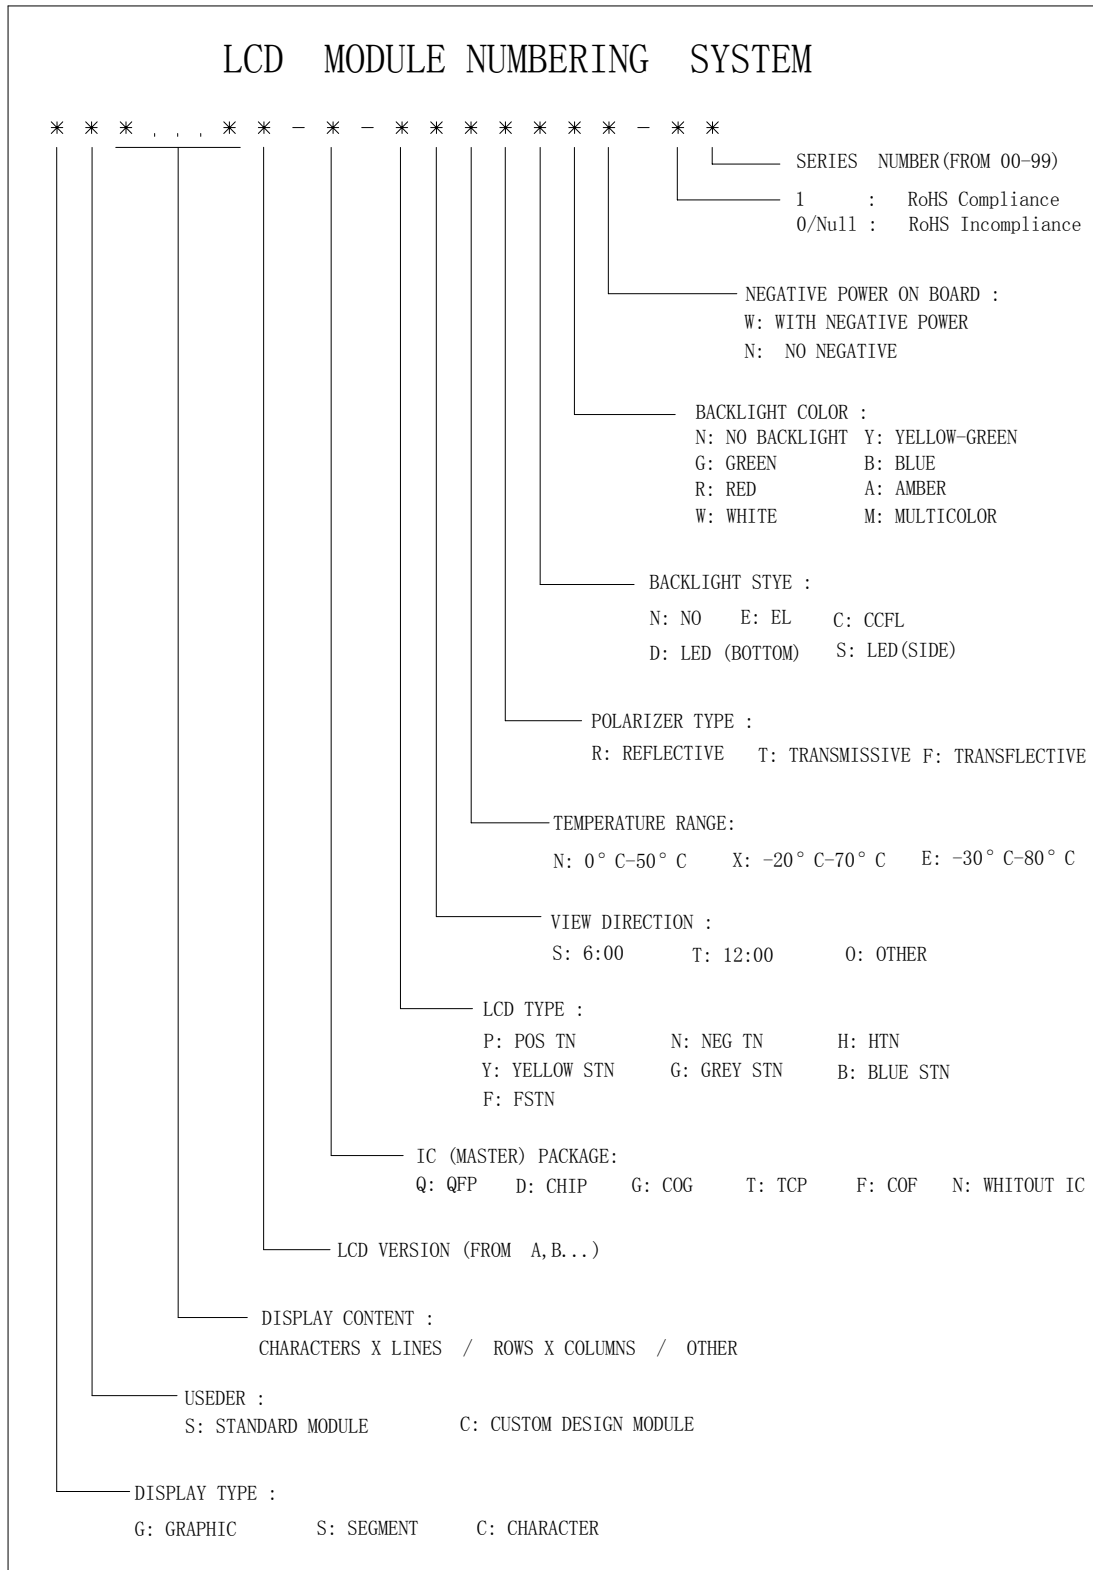 LCD MODULE NUMBERING SYSTEM
* * * . . . * * - * - * * * * * * * - * *
SERIES NUMBER(FROM 00-99)
1 : RoHS Compliance
0/Null : RoHS Incompliance
NEGATIVE POWER ON BOARD :
W: WITH NEGATIVE POWER
N: NO NEGATIVE
BACKLIGHT COLOR :
N: NO BACKLIGHT Y: YELLOW-GREEN
G: GREEN B: BLUE
R: RED A: AMBER
W: WHITE M: MULTICOLOR
BACKLIGHT STYE :
N: NO E: EL C: CCFL
D: LED (BOTTOM) S: LED(SIDE)
POLARIZER TYPE :
R: REFLECTIVE T: TRANSMISSIVE F: TRANSFLECTIVE
TEMPERATURE RANGE:
N: 0° C-50° C X: -20° C-70° C E: -30° C-80° C
VIEW DIRECTION :
S: 6:00 T: 12:00 O: OTHER
LCD TYPE :
P: POS TN N: NEG TN H: HTN
Y: YELLOW STN G: GREY STN B: BLUE STN
F: FSTN
IC (MASTER) PACKAGE:
Q: QFP D: CHIP G: COG T: TCP F: COF N: WHITOUT IC
LCD VERSION (FROM A,B...)
DISPLAY CONTENT :
CHARACTERS X LINES / ROWS X COLUMNS / OTHER
USEDER :
S: STANDARD MODULE C: CUSTOM DESIGN MODULE
DISPLAY TYPE :
G: GRAPHIC S: SEGMENT C: CHARACTER